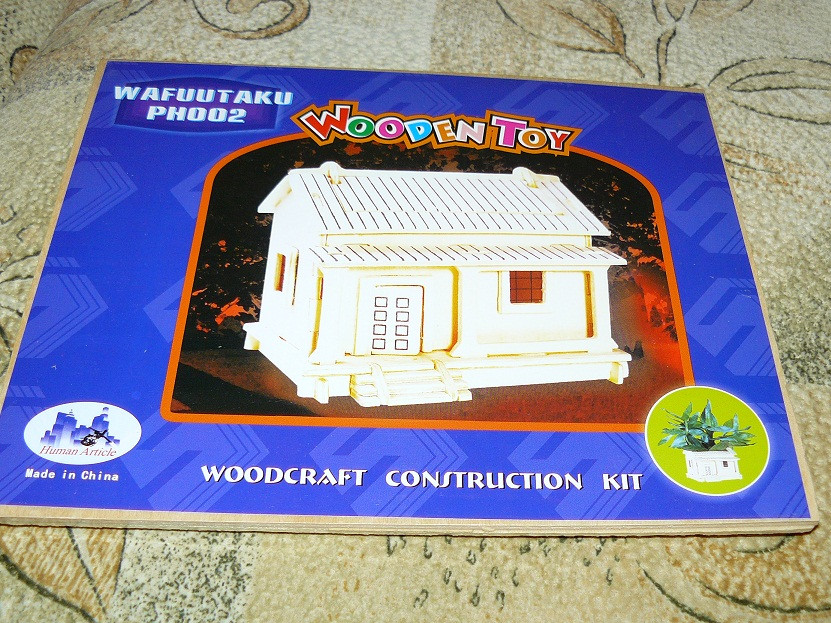 WAFUUTAKU
PH002
WOODEN TOY
Human Article
Made in China
WOODCRAFT CONSTRUCTION KIT